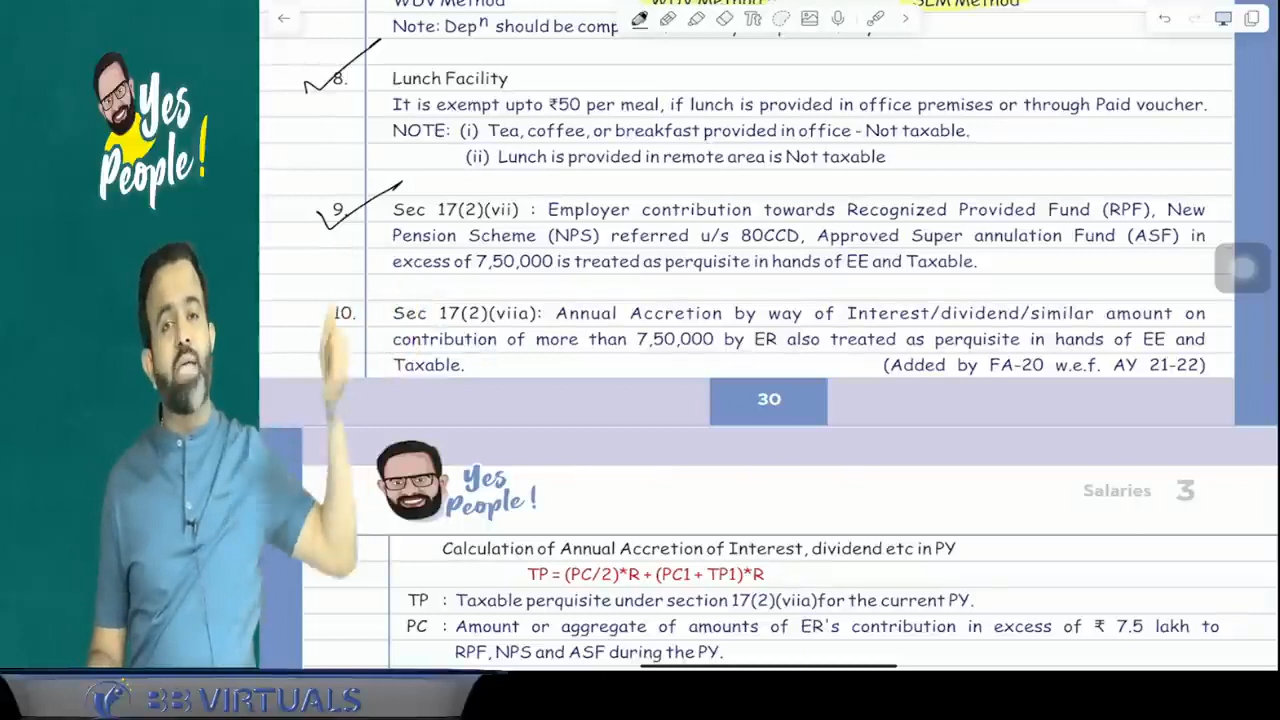 Yes
People!
WDV Method WDV Method SLM Method
Note: Depⁿ should be comp
8. Lunch Facility
It is exempt upto ₹50 per meal, if lunch is provided in office premises or through Paid voucher.
NOTE: (i) Tea, coffee, or breakfast provided in office - Not taxable.
(ii) Lunch is provided in remote area is Not taxable
9. Sec 17(2)(vii) : Employer contribution towards Recognized Provided Fund (RPF), New
Pension Scheme (NPS) referred u/s 80CCD, Approved Super annulation Fund (ASF) in
excess of 7,50,000 is treated as perquisite in hands of EE and Taxable.
10. Sec 17(2)(viia): Annual Accretion by way of Interest/dividend/similar amount on
contribution of more than 7,50,000 by ER also treated as perquisite in hands of EE and
Taxable. (Added by FA-20 w.e.f. AY 21-22)
30
Yes
People!
Salaries 3
Calculation of Annual Accretion of Interest, dividend etc in PY
TP = (PC/2)*R + (PC1 + TP1)*R
TP : Taxable perquisite under section 17(2)(viia)for the current PY.
PC : Amount or aggregate of amounts of ER's contribution in excess of ₹ 7.5 lakh to
RPF, NPS and ASF during the PY.
BB VIRTUALS